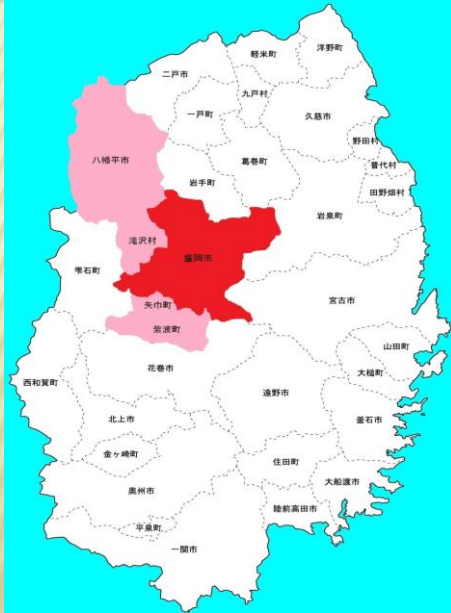 洋野町
軽米町
二戸市
九戸村
一戸町
久慈市
野田村
八幡平市
葛巻町
普代村
岩手町
田野畑村
岩泉町
滝沢村
盛岡市
雫石町
矢巾町
宮古市
紫波町
山田町
花巻市
大槌町
西和賀町
遠野市
釜石市
北上市
金ヶ崎町
住田町
大船渡市
奥州市
陸前高田市
平泉町
一関市